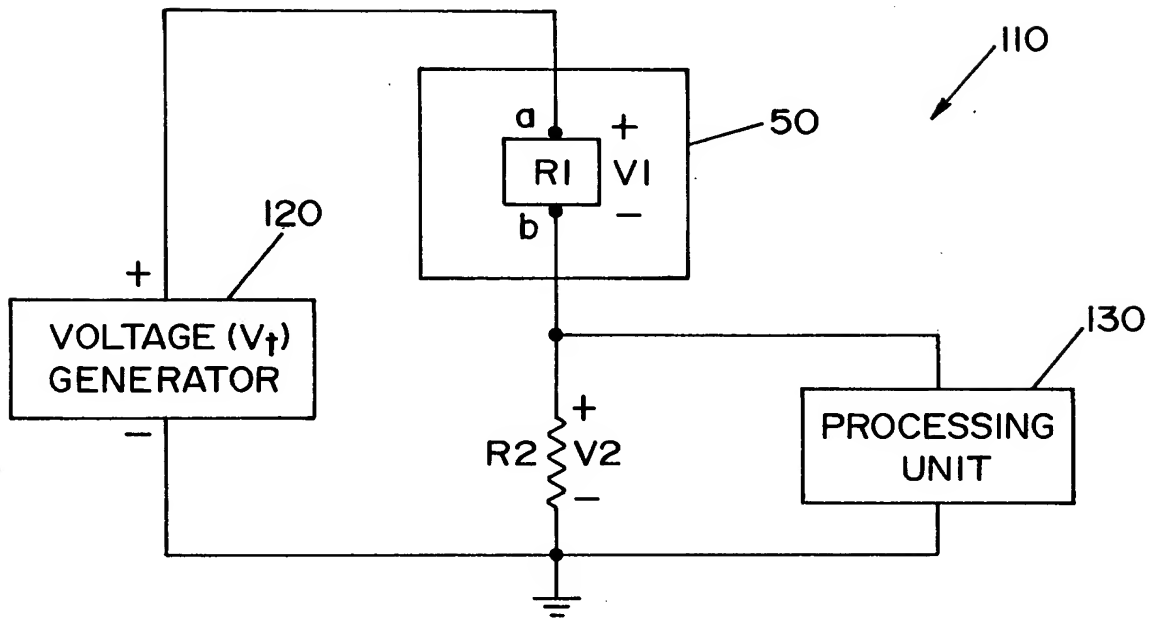 110
a
+
50
R1 V1
b
−
120
+
VOLTAGE (Vt)
GENERATOR
−
130
+
R2 V2
−
PROCESSING
UNIT